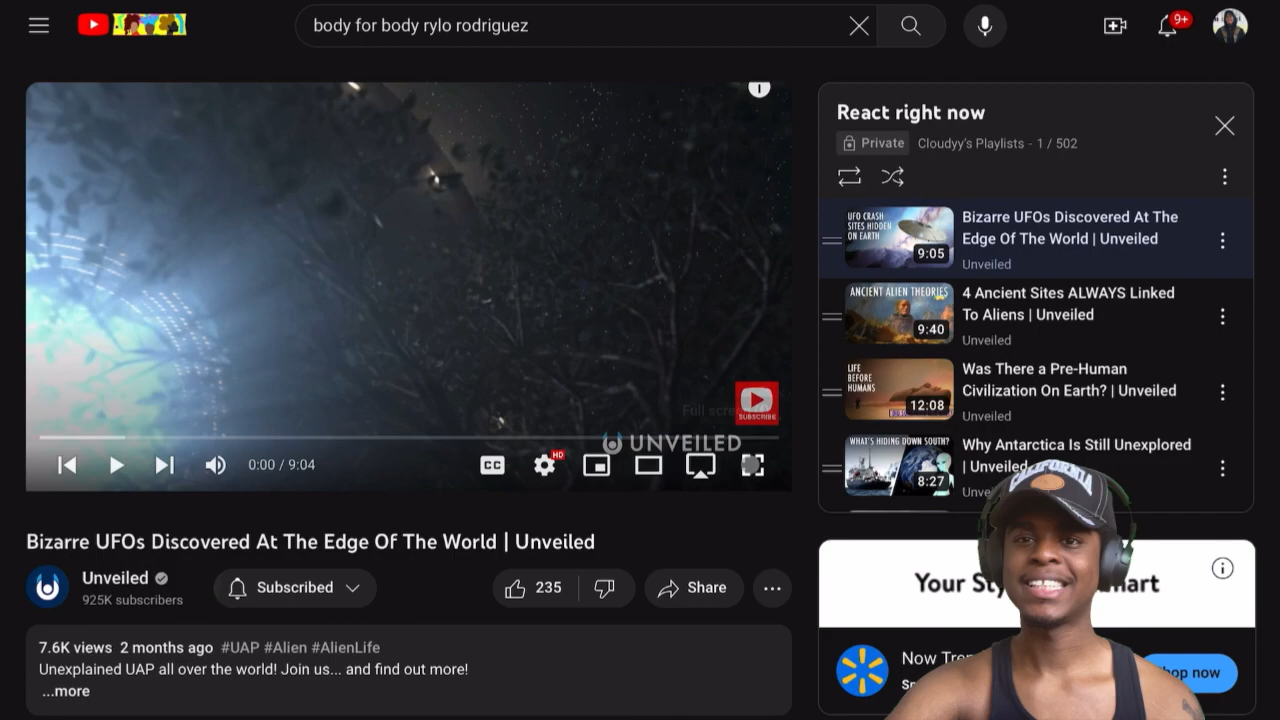 body for body rylo rodriguez
9+
React right now
Private Cloudyy's Playlists - 1 / 502
UFO CRASH
SITES HIDDEN
ON EARTH
9:05
Bizarre UFOs Discovered At The
Edge Of The World | Unveiled
Unveiled
ANCIENT ALIEN THEORIES
9:40
4 Ancient Sites ALWAYS Linked
To Aliens | Unveiled
Unveiled
LIFE
BEFORE
HUMANS
12:08
Was There a Pre-Human
Civilization On Earth? | Unveiled
Unveiled
WHAT'S HIDING DOWN SOUTH?
8:27
Why Antarctica Is Still Unexplored
| Unveiled
SUBSCRIBE
UNVEILED
0:00 / 9:04
CC
HD
Bizarre UFOs Discovered At The Edge Of The World | Unveiled
Unveiled
925K subscribers
Subscribed
235
Share
7.6K views 2 months ago #UAP #Alien #AlienLife
Unexplained UAP all over the world! Join us... and find out more!
...more
CALIFORNIA
Your
Now